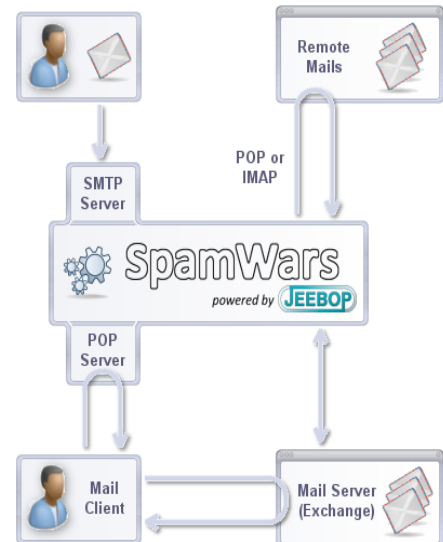 Remote
Mails
POP or
IMAP
SMTP
Server
SpamWars
powered by JEEBOP
POP
Server
Mail
Client
Mail Server
(Exchange)